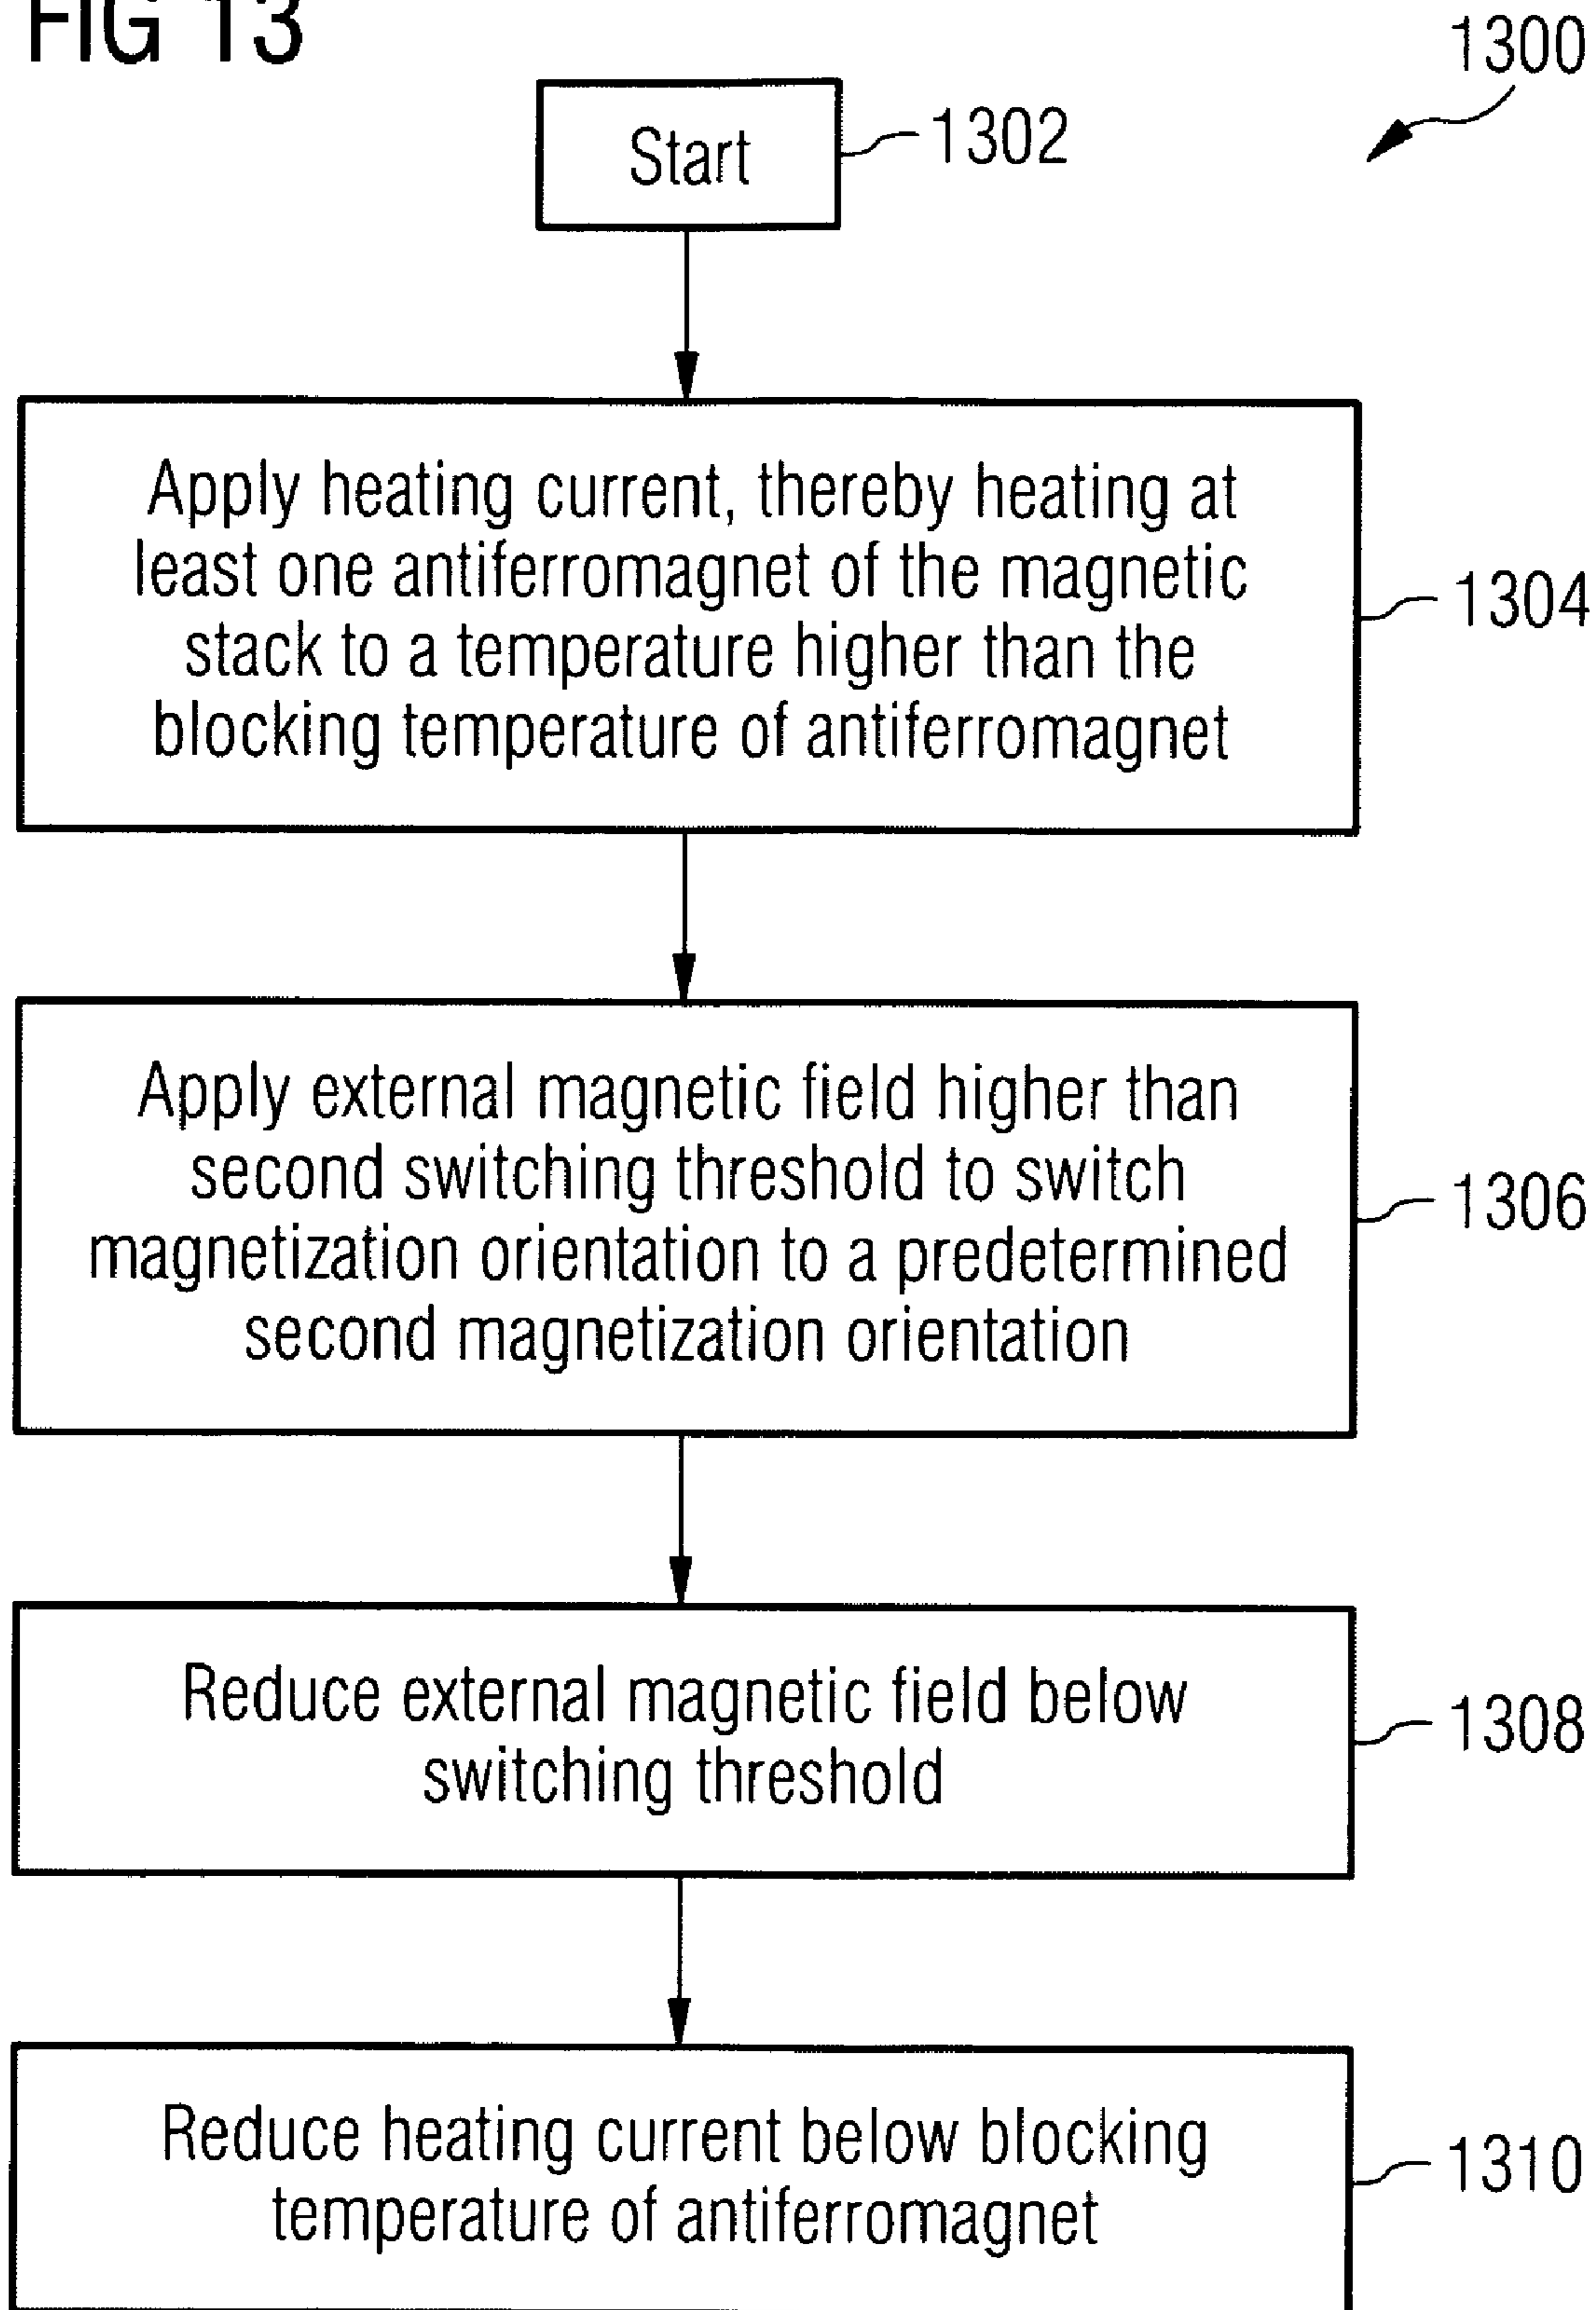 FIG 13
1300
Start
1302
Apply heating current, thereby heating at
least one antiferromagnet of the magnetic
stack to a temperature higher than the
blocking temperature of antiferromagnet
1304
Apply external magnetic field higher than
second switching threshold to switch
magnetization orientation to a predetermined
second magnetization orientation
1306
Reduce external magnetic field below
switching threshold
1308
Reduce heating current below blocking
temperature of antiferromagnet
1310